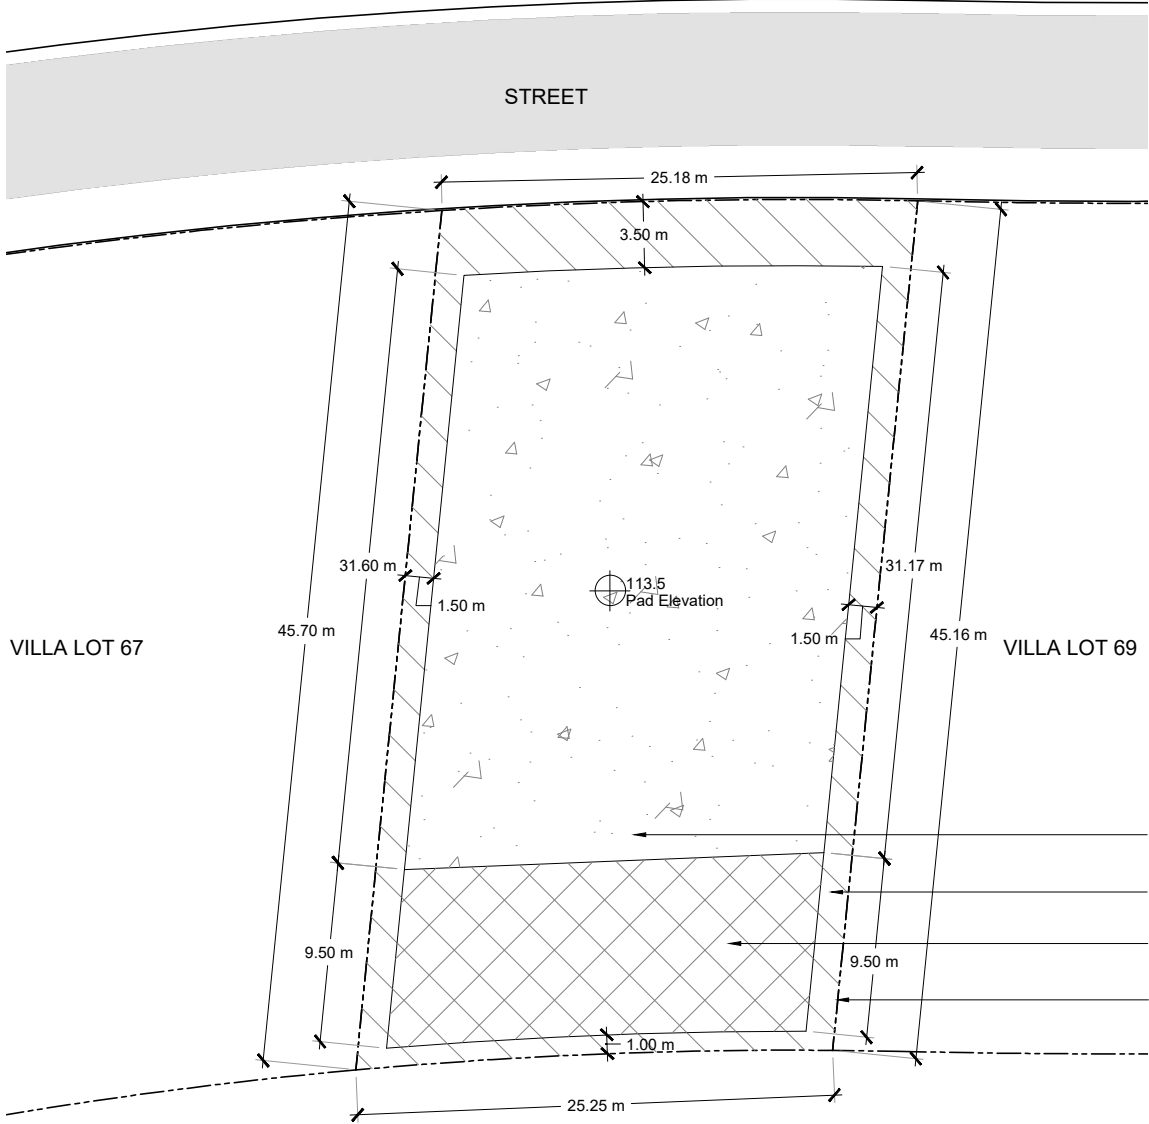 STREET
25.18 m
3.50 m
31.60 m
31.17 m
113.5
Pad Elevation
1.50 m
45.70 m
1.50 m
45.16 m
VILLA LOT 67
VILLA LOT 69
9.50 m
9.50 m
1.00 m
25.25 m